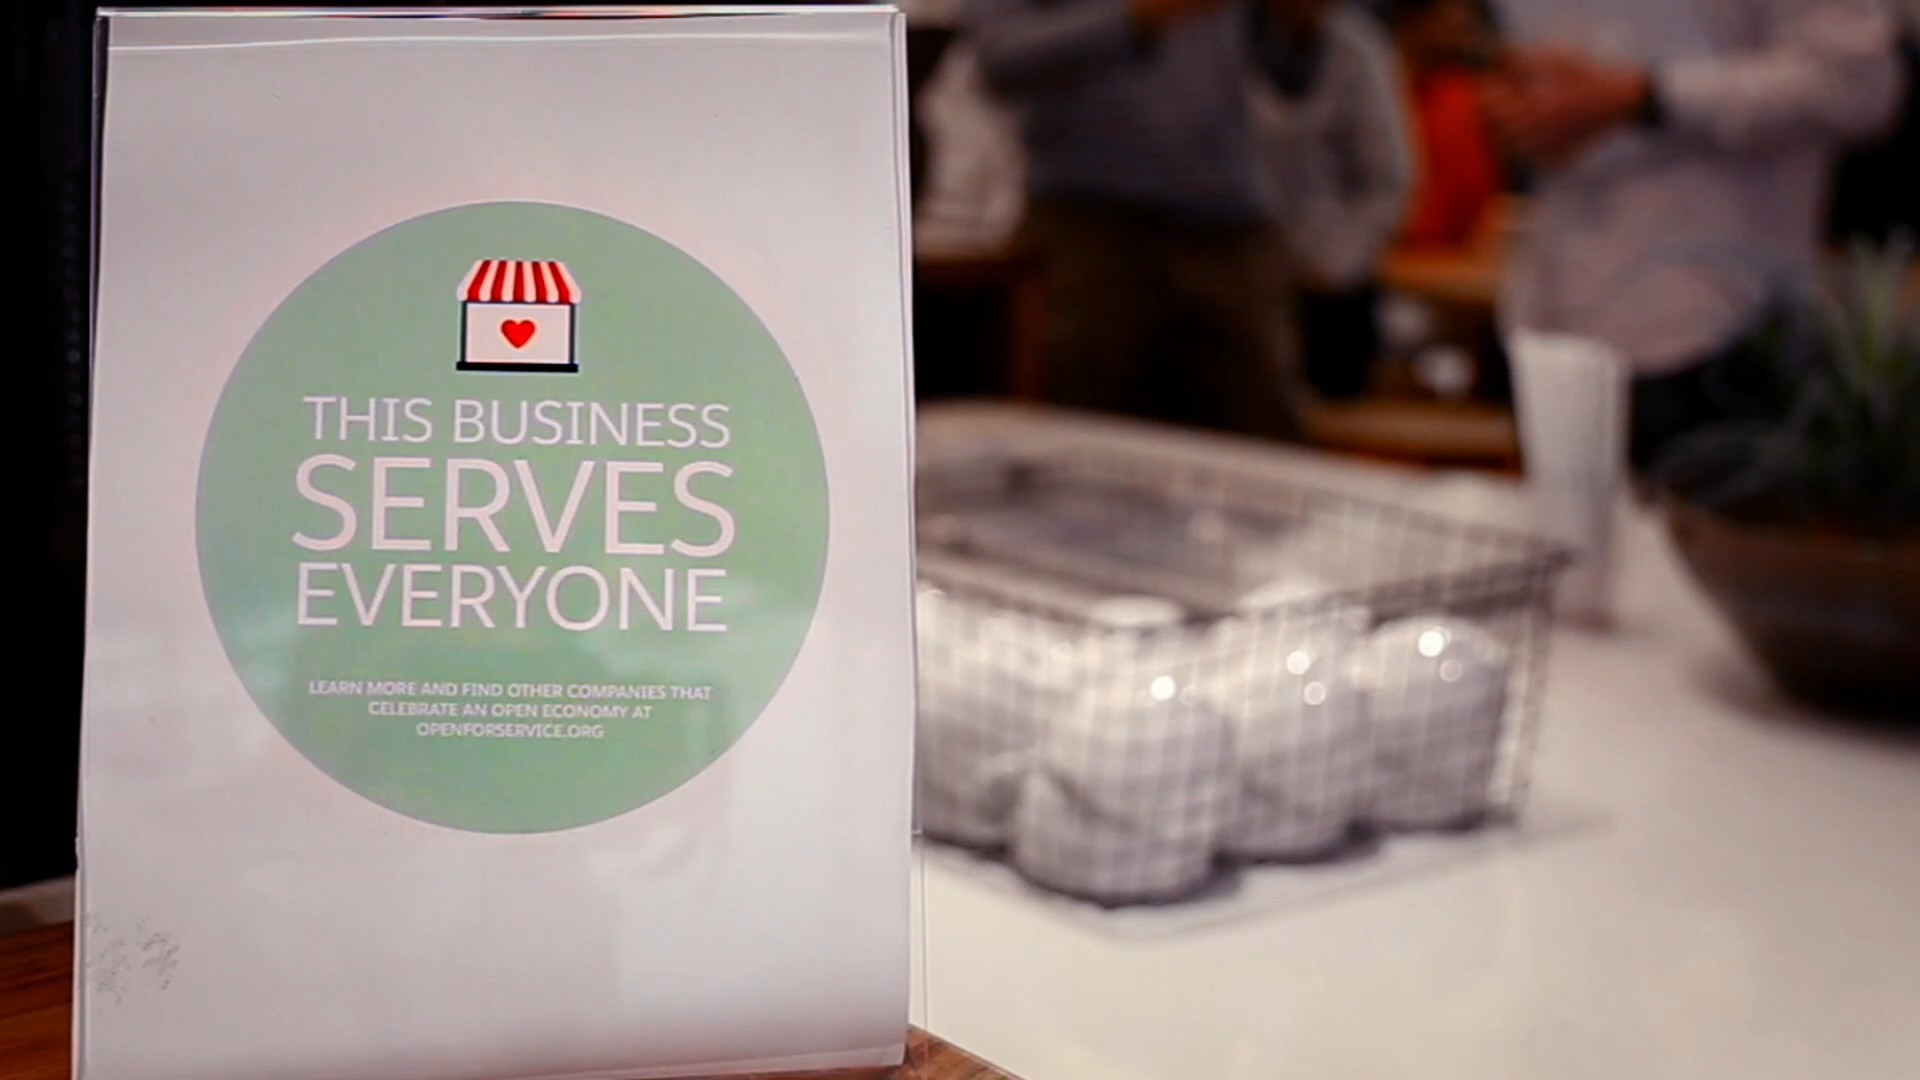 THIS BUSINESS
SERVES
EVERYONE
LEARN MORE AND FIND OTHER COMPANIES THAT
CELEBRATE AN OPEN ECONOMY AT
OPENFORSERVICE.ORG